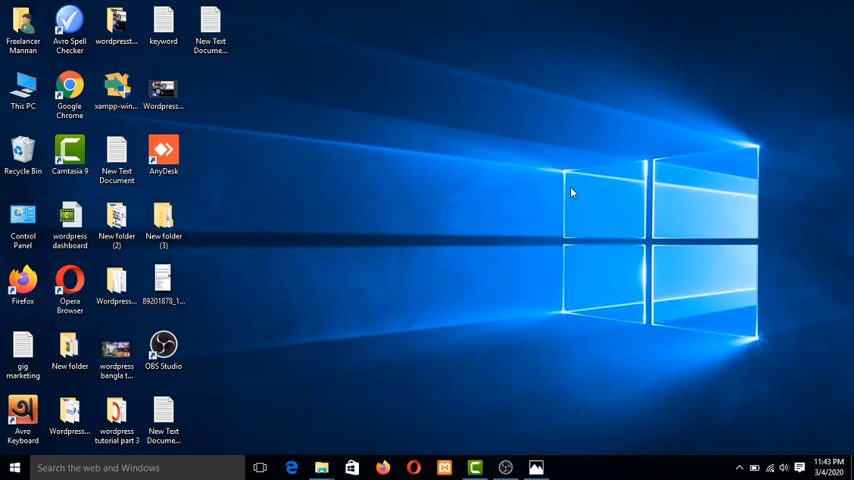 Freelancer
Mannan
Avro Spell
Checker
wordpresst...
keyword
New Text
Docume...
This PC
Google
Chrome
xampp-win...
Wordpress...
Recycle Bin
Camtasia 9
New Text
Document
AnyDesk
Control
Panel
wordpress
dashboard
New folder
(2)
New folder
(3)
Firefox
Opera
Browser
Wordpress...
89201878_1...
gig
marketing
New folder
wordpress
bangla t...
OBS Studio
অ
Avro
Keyboard
Wordpress...
wordpress
tutorial part 3
New Text
Docume...
Search the web and Windows
11:43 PM
3/4/2020